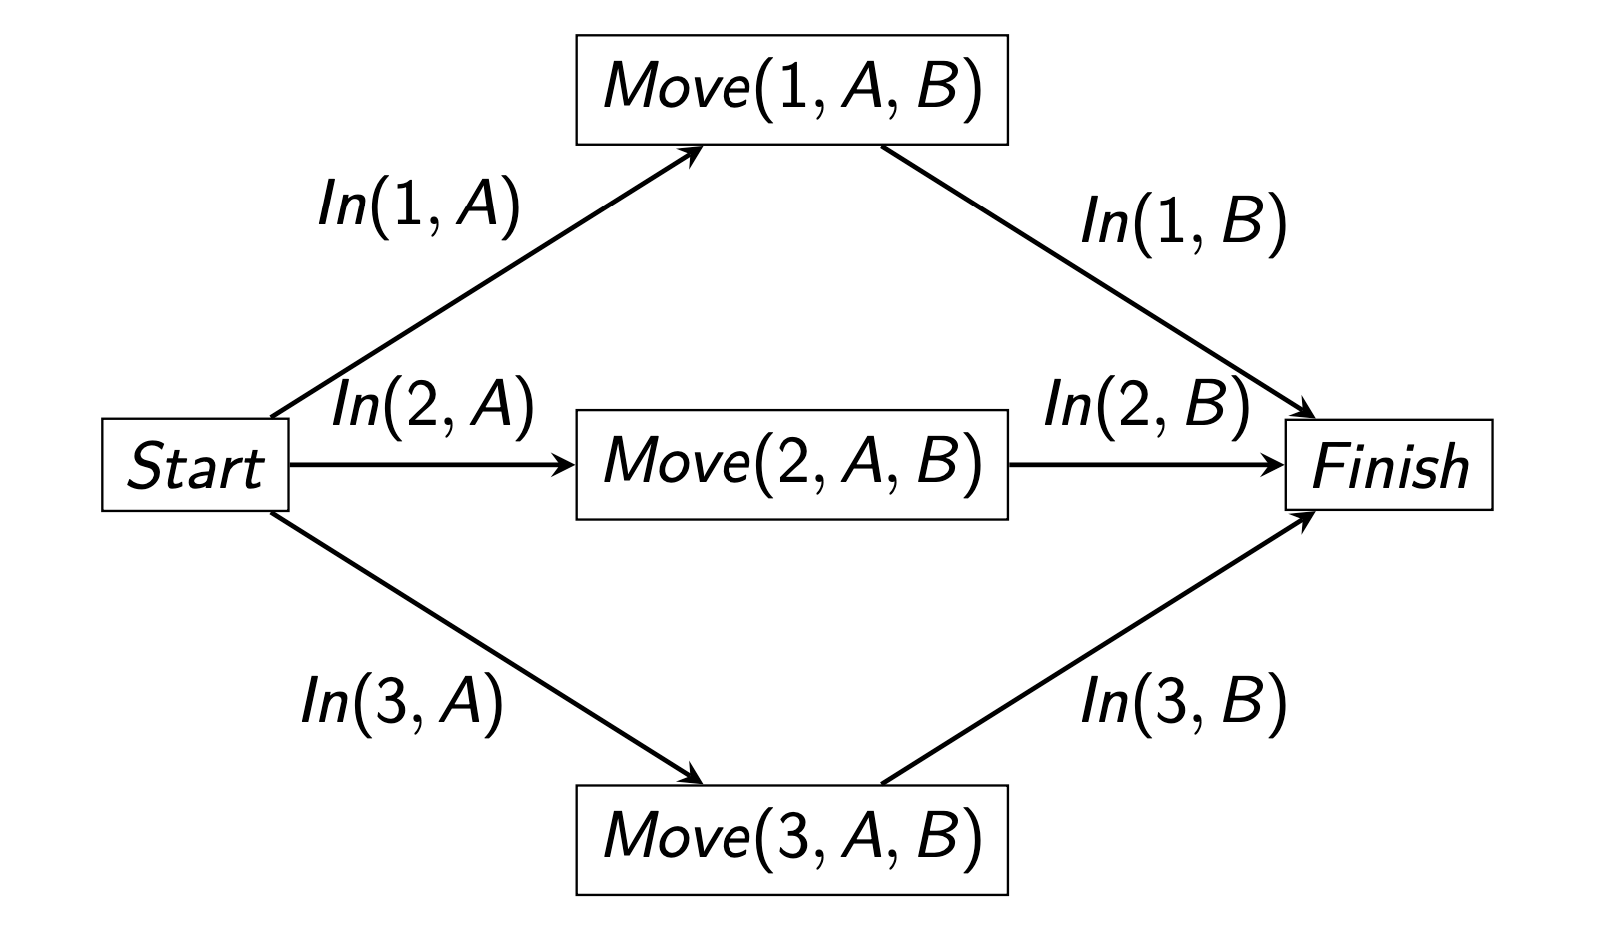 Move(1, A, B)
In(1, A)
In(1, B)
In(2, A)
In(2, B)
Start
Move(2, A, B)
Finish
In(3, A)
In(3, B)
Move(3, A, B)